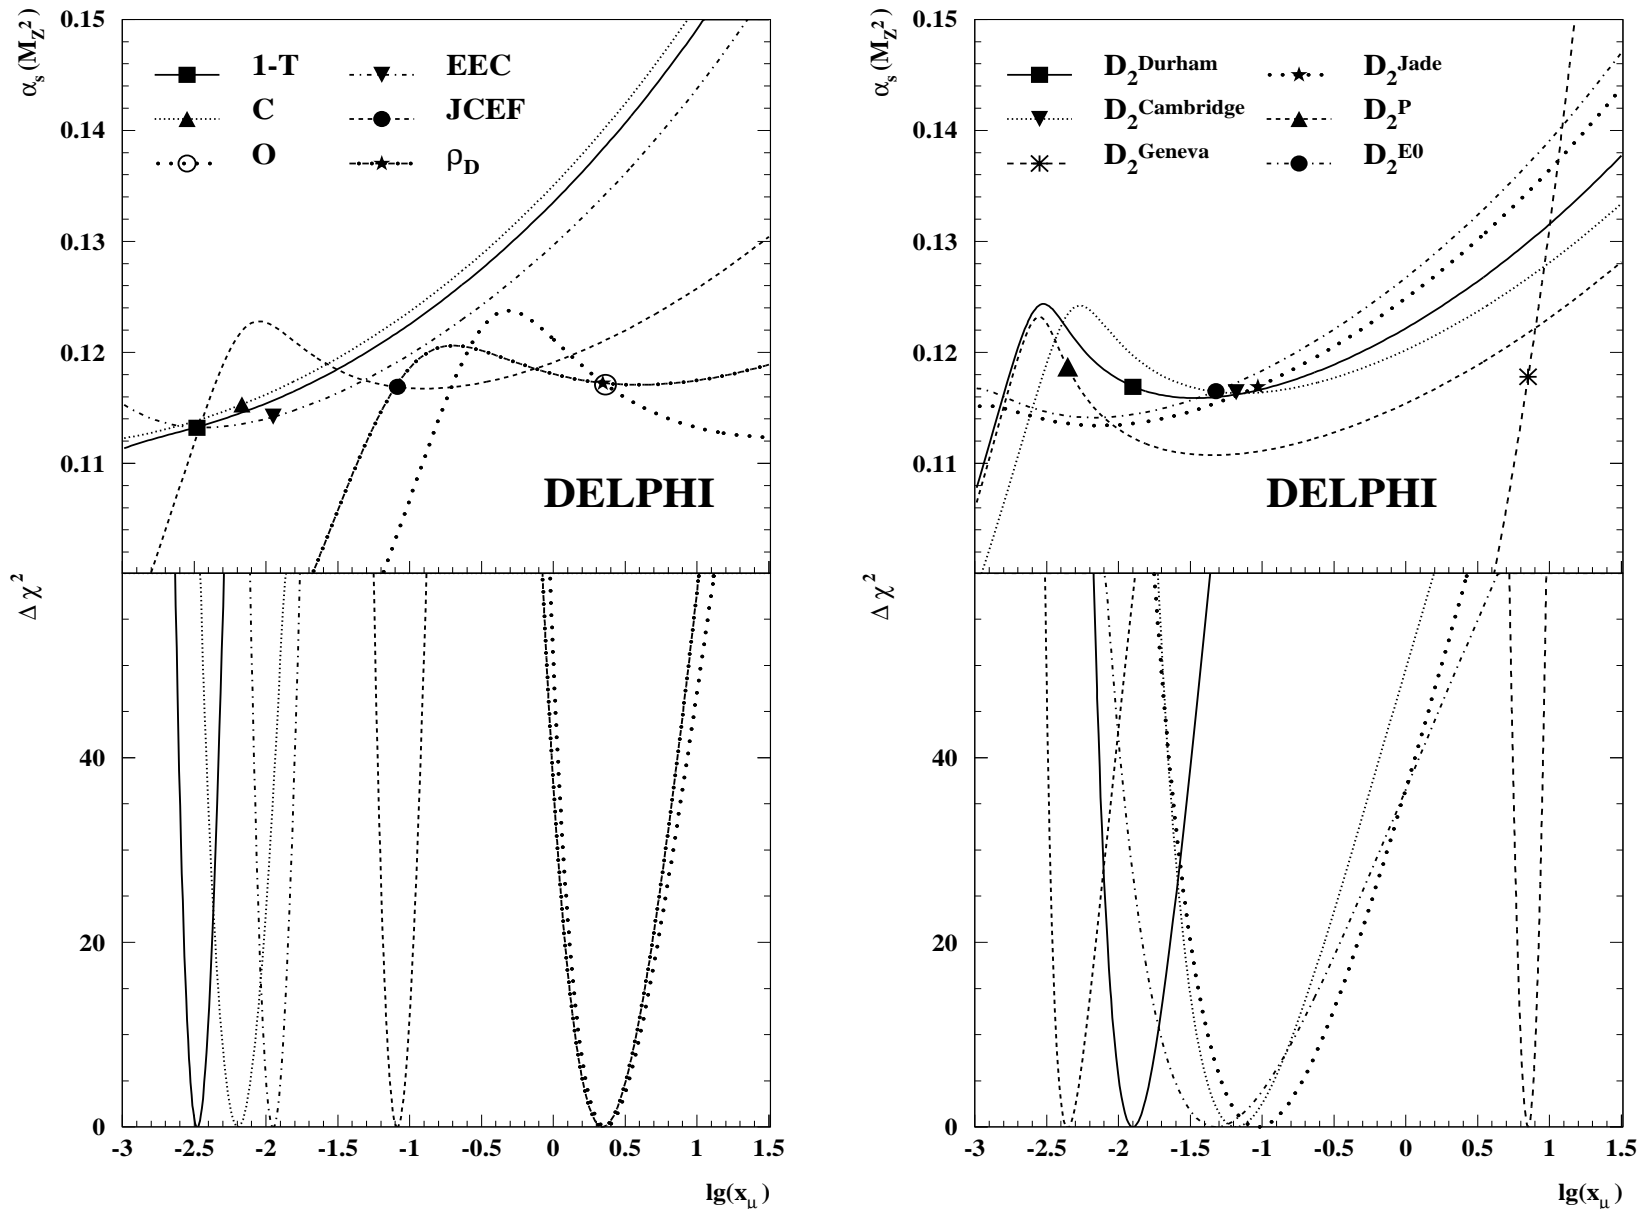 α_s (M_Z^2)
0.15
0.14
0.13
0.12
0.11
1-T
EEC
C
JCEF
O
ρ_D
DELPHI
Δ χ^2
40
20
0
-3 -2.5 -2 -1.5 -1 -0.5 0 0.5 1 1.5
lg(x_μ)
α_s (M_Z^2)
0.15
0.14
0.13
0.12
0.11
D_2^Durham
D_2^Jade
D_2^Cambridge
D_2^P
D_2^Geneva
D_2^E0
DELPHI
Δ χ^2
40
20
0
-3 -2.5 -2 -1.5 -1 -0.5 0 0.5 1 1.5
lg(x_μ)